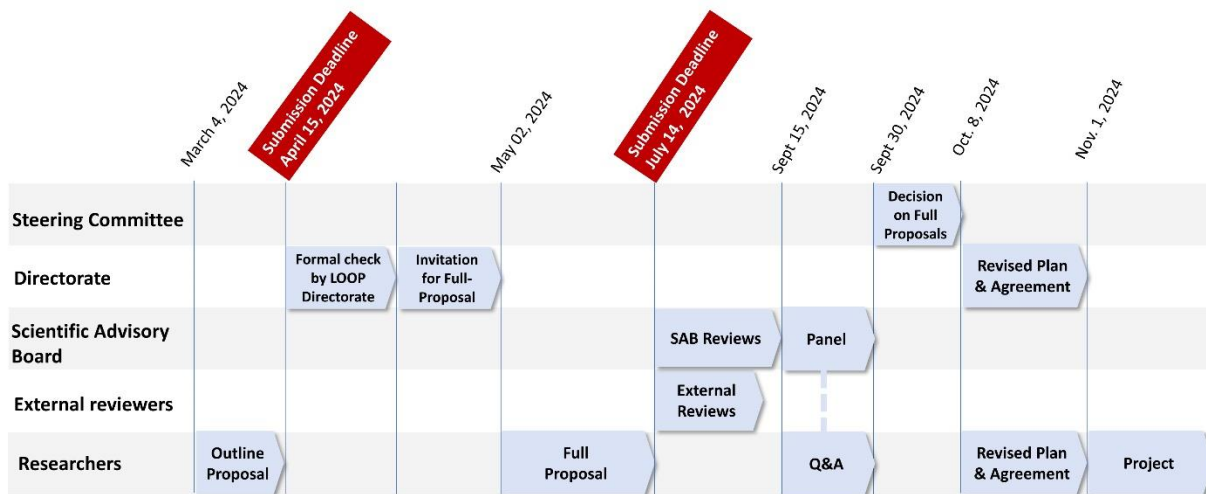 March 4, 2024
Submission Deadline
April 15, 2024
May 02, 2024
Submission Deadline
July 14, 2024
Sept 15, 2024
Sept 30, 2024
Oct. 8, 2024
Nov. 1, 2024
Steering Committee
Decision
on Full
Proposals
Directorate
Formal check
by LOOP
Directorate
Invitation
for Full-
Proposal
Revised Plan
& Agreement
Scientific Advisory
Board
SAB Reviews
Panel
External reviewers
External
Reviews
Researchers
Outline
Proposal
Full
Proposal
Q&A
Revised Plan
& Agreement
Project